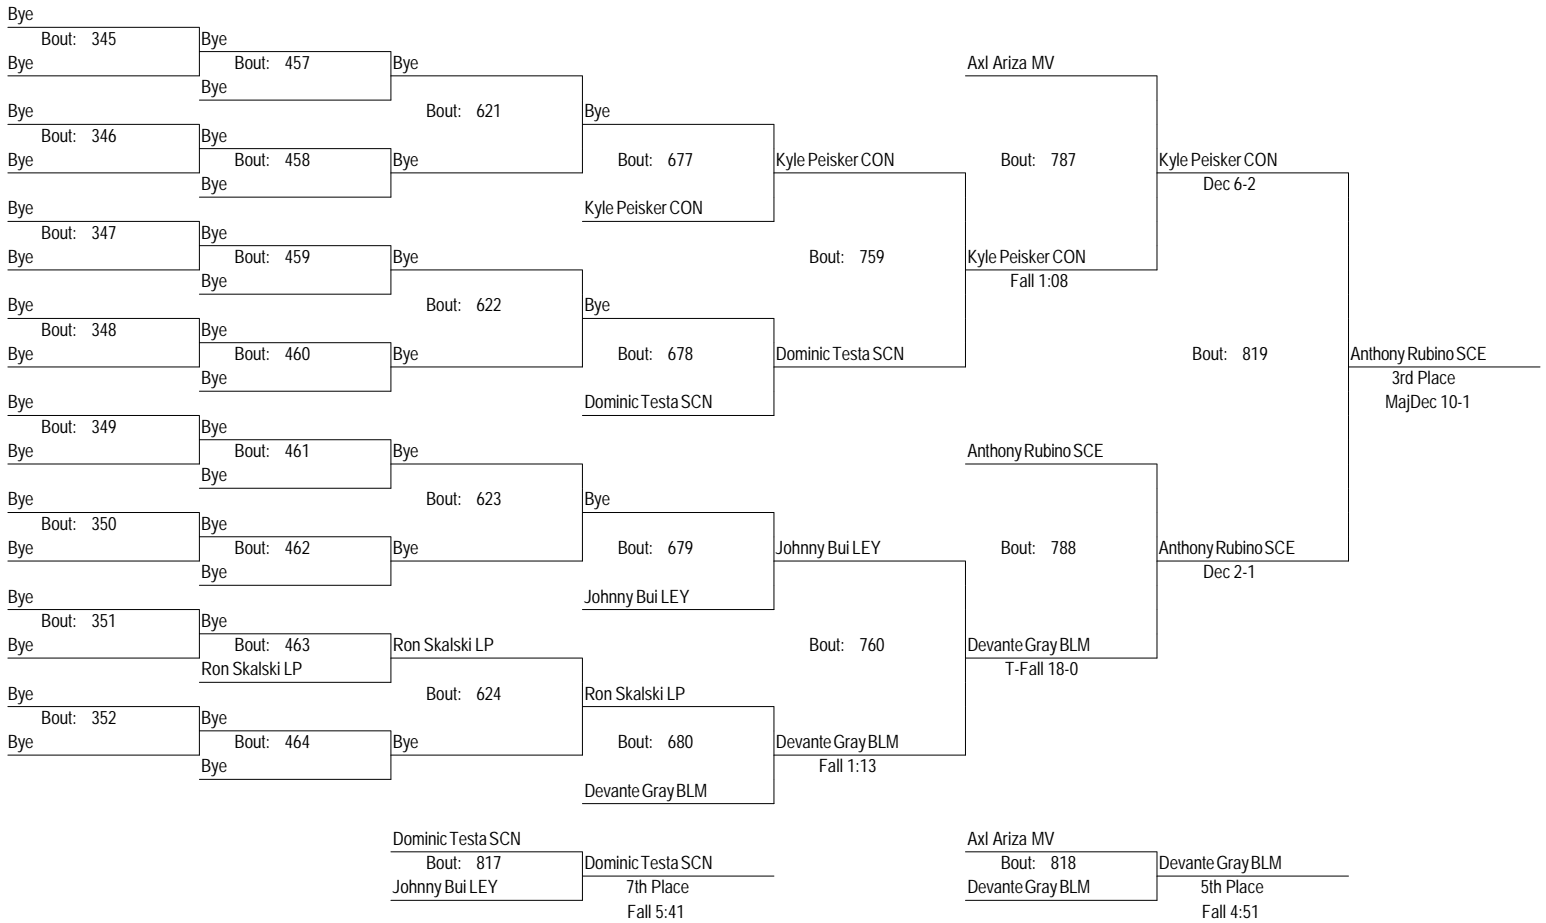 Bye
Bout: 345 Bye
Bye Bout: 457 Bye Axl Ariza MV
Bye
Bye Bout: 621 Bye
Bout: 346 Bye
Bye Bout: 458 Bye Bout: 677 Kyle Peisker CON Bout: 787 Kyle Peisker CON
Bye Dec 6-2
Bye Kyle Peisker CON
Bout: 347 Bye
Bye Bout: 459 Bye Bout: 759 Kyle Peisker CON
Bye Fall 1:08
Bye Bout: 622 Bye
Bout: 348 Bye
Bye Bout: 460 Bye Bout: 678 Dominic Testa SCN Bout: 819 Anthony Rubino SCE
Bye 3rd Place
Bye Dominic Testa SCN MajDec 10-1
Bout: 349 Bye
Bye Bout: 461 Bye Anthony Rubino SCE
Bye
Bye Bout: 623 Bye
Bout: 350 Bye
Bye Bout: 462 Bye Bout: 679 Johnny Bui LEY Bout: 788 Anthony Rubino SCE
Bye Dec 2-1
Bye Johnny Bui LEY
Bout: 351 Bye
Bye Bout: 463 Ron Skalski LP Bout: 760 Devante Gray BLM
Ron Skalski LP T-Fall 18-0
Bye Bout: 624 Ron Skalski LP
Bout: 352 Bye
Bye Bout: 464 Bye Bout: 680 Devante Gray BLM
Bye Fall 1:13
Devante Gray BLM
Dominic Testa SCN Axl Ariza MV
Bout: 817 Dominic Testa SCN Bout: 818 Devante Gray BLM
Johnny Bui LEY 7th Place Devante Gray BLM 5th Place
Fall 5:41 Fall 4:51